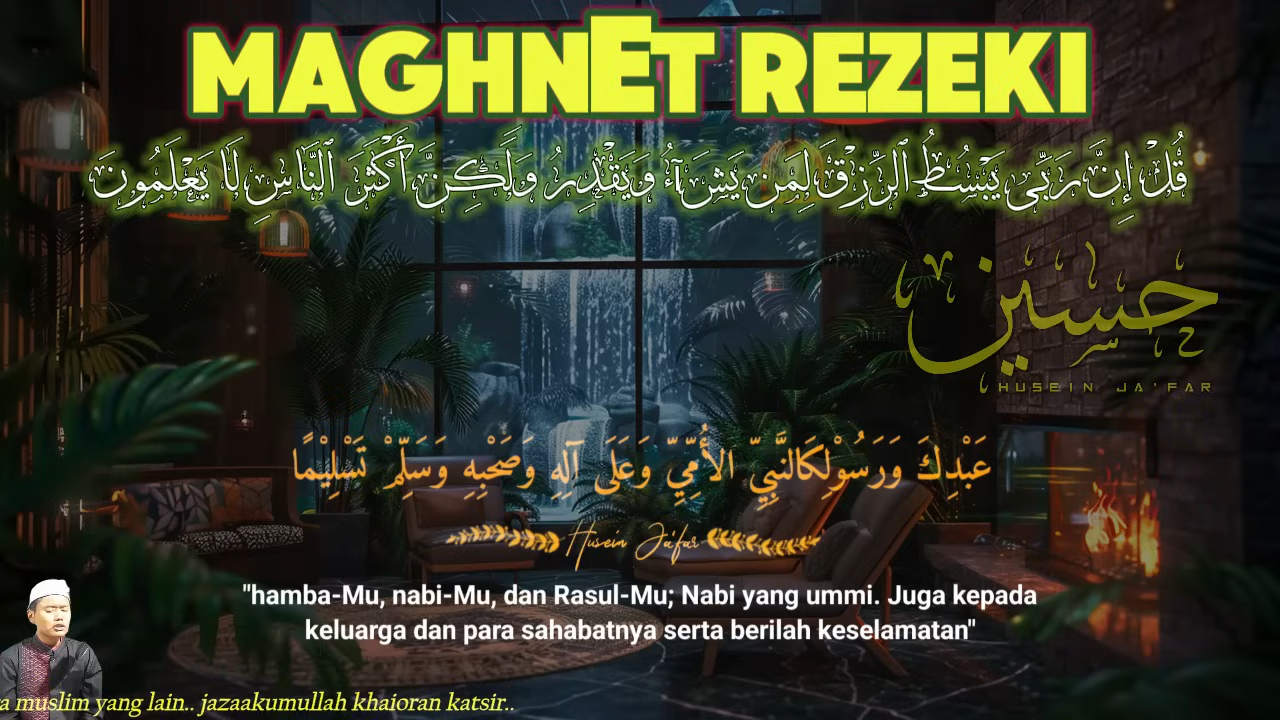 MAGHNET REZEKI
قُلْ إِنَّ رَبِّى يَبْسُطُ ٱلرِّزْقَ لِمَن يَشَآءُ وَيَقْدِرُ وَلَٰكِنَّ أَكْثَرَ ٱلنَّاسِ لَا يَعْلَمُونَ
حسين
HUSEIN JA'FAR
عَبْدِكَ وَرَسُوْلِكَالنَّبِيِّ الأُمِّيِّ وَعَلَى آلِهِ وَصَحْبِهِ وَسَلِّمْ تَسْلِيْمًا
Husein Ja'far
"hamba-Mu, nabi-Mu, dan Rasul-Mu; Nabi yang ummi. Juga kepada
keluarga dan para sahabatnya serta berilah keselamatan"
a muslim yang lain.. jazaakumullah khaioran katsir..